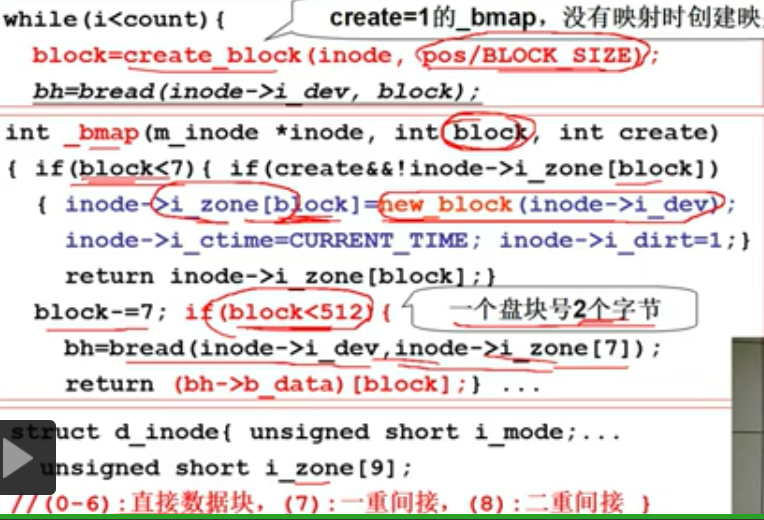 while(i<count){
create=1的_bmap，没有映射时创建映
block=create_block(inode, pos/BLOCK_SIZE);
bh=bread(inode->i_dev, block);
int _bmap(m_inode *inode, int block, int create)
{ if(block<7){ if(create&&!inode->i_zone[block])
{ inode->i_zone[block]=new_block(inode->i_dev);
inode->i_ctime=CURRENT_TIME; inode->i_dirt=1;}
return inode->i_zone[block];}
block-=7; if(block<512){
一个盘块号2个字节
bh=bread(inode->i_dev,inode->i_zone[7]);
return (bh->b_data)[block];} ...
struct d_inode{ unsigned short i_mode;...
unsigned short i_zone[9];
//(0-6):直接数据块, (7):一重间接, (8):二重间接 }